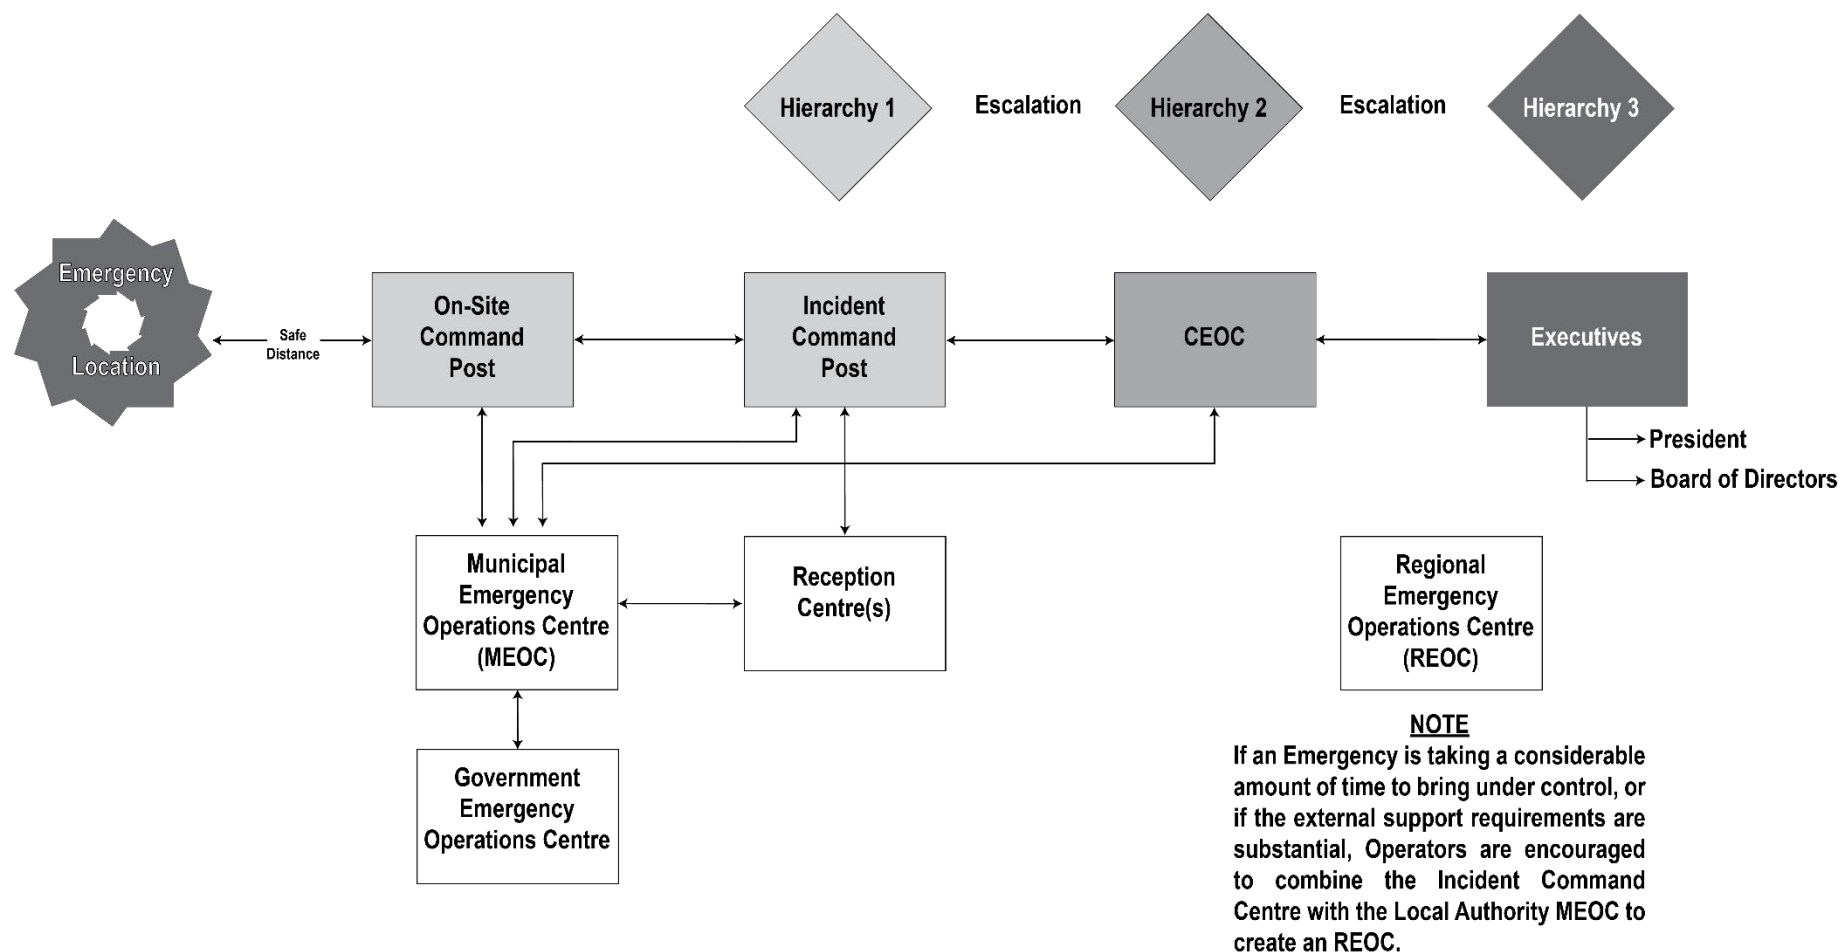 Hierarchy 1
Escalation
Hierarchy 2
Escalation
Hierarchy 3
Emergency
Location
Safe
Distance
On-Site
Command
Post
Incident
Command
Post
CEOC
Executives
President
Board of Directors
Municipal
Emergency
Operations Centre
(MEOC)
Reception
Centre(s)
Regional
Emergency
Operations Centre
(REOC)
Government
Emergency
Operations Centre
NOTE
If an Emergency is taking a considerable
amount of time to bring under control, or
if the external support requirements are
substantial, Operators are encouraged
to combine the Incident Command
Centre with the Local Authority MEOC to
create an REOC.